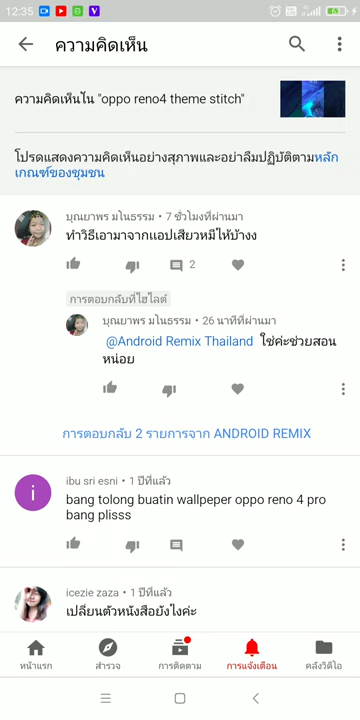 12:35
ความคิดเห็น
ความคิดเห็นใน "oppo reno4 theme stitch"
โปรดแสดงความคิดเห็นอย่างสุภาพและอย่าลืมปฏิบัติตามหลัก
เกณฑ์ของชุมชน
บุณยาพร มโนธรรม • 7 ชั่วโมงที่ผ่านมา
ทำวิธีเอามาจากแอปเสียวหมีไห้บ้างง
2
การตอบกลับที่ไฮไลต์
บุณยาพร มโนธรรม • 26 นาทีที่ผ่านมา
@Android Remix Thailand ใช่ค่ะช่วยสอน
หน่อย
การตอบกลับ 2 รายการจาก ANDROID REMIX
i
ibu sri esni • 1 ปีที่แล้ว
bang tolong buatin wallpeper oppo reno 4 pro
bang plisss
icezie zaza • 1 ปีที่แล้ว
เปลี่ยนตัวหนังสือยังไงค่ะ
หน้าแรก
สำรวจ
การติดตาม
การแจ้งเตือน
คลังวิดีโอ